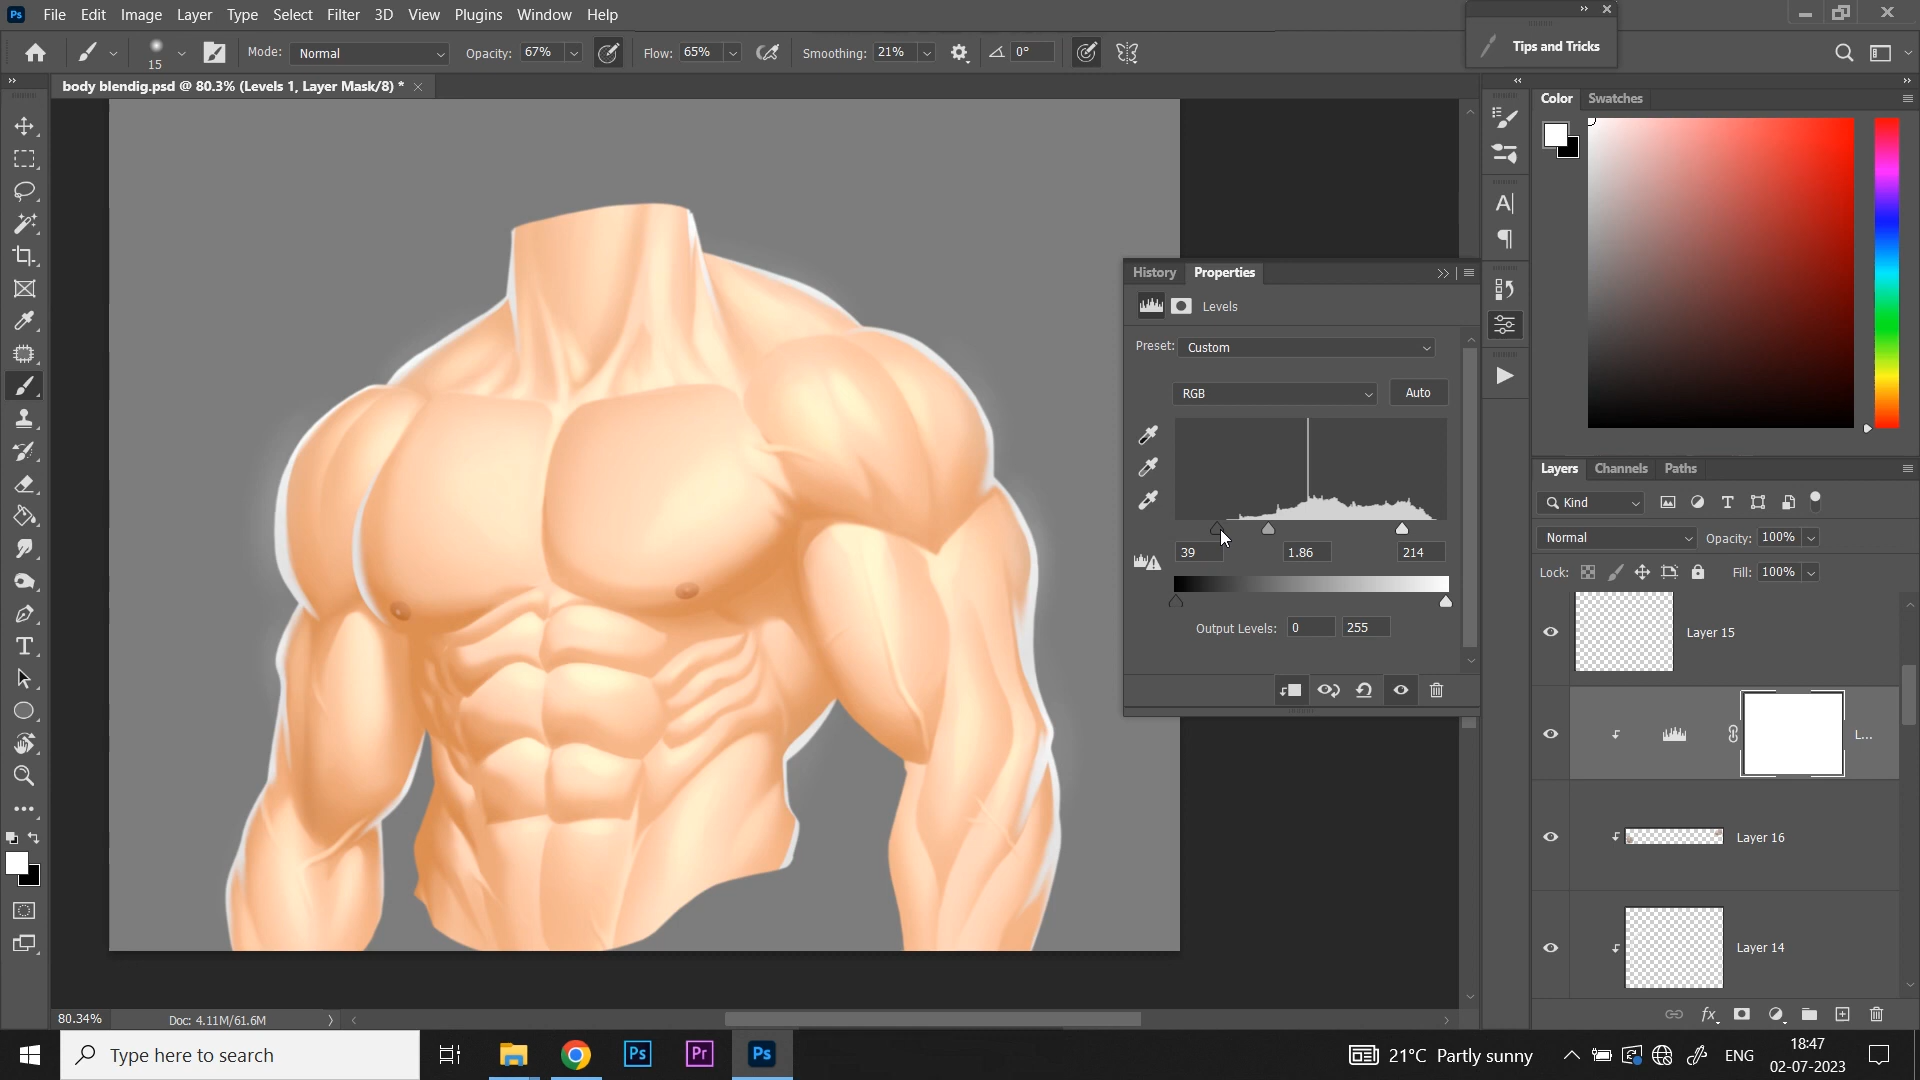 Ps File Edit Image Layer Type Select Filter 3D View Plugins Window Help
15 Mode: Normal Opacity: 67% Flow: 65% Smoothing: 21% 0°
Tips and Tricks
body blendig.psd @ 80.3% (Levels 1, Layer Mask/8) *
Color Swatches
History Properties
Levels
Preset: Custom
RGB Auto
39 1.86 214
Output Levels: 0 255
Layers Channels Paths
Kind
Normal Opacity: 100%
Lock: Fill: 100%
Layer 15
L...
Layer 16
Layer 14
80.34% Doc: 4.11M/61.6M
Type here to search
Ps Pr Ps
21°C Partly sunny
ENG
18:47
02-07-2023